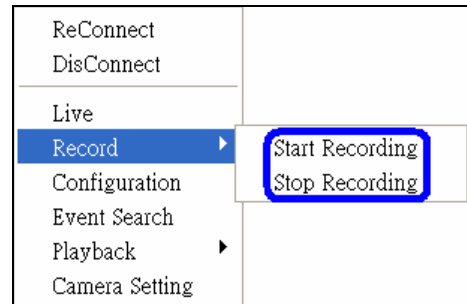 ReConnect
DisConnect
Live
Record
Start Recording
Stop Recording
Configuration
Event Search
Playback
Camera Setting